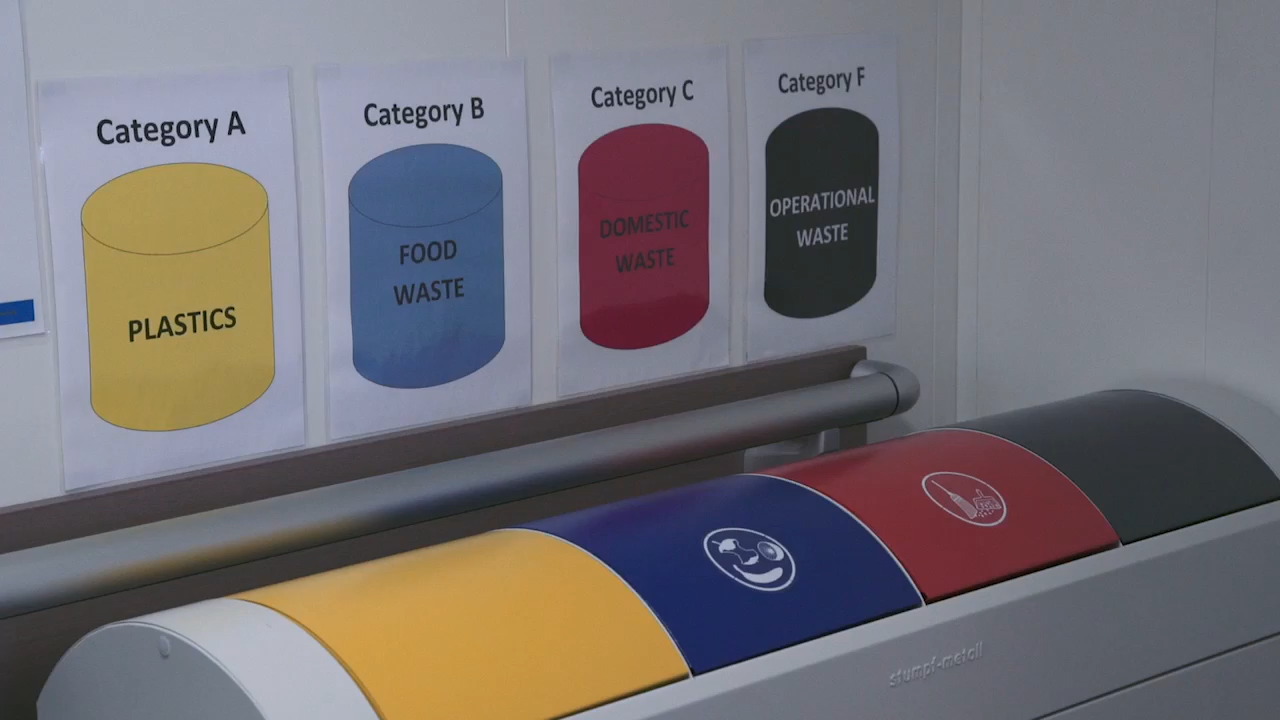 Category A
PLASTICS
Category B
FOOD
WASTE
Category C
DOMESTIC
WASTE
Category F
OPERATIONAL
WASTE
stumpf-metall